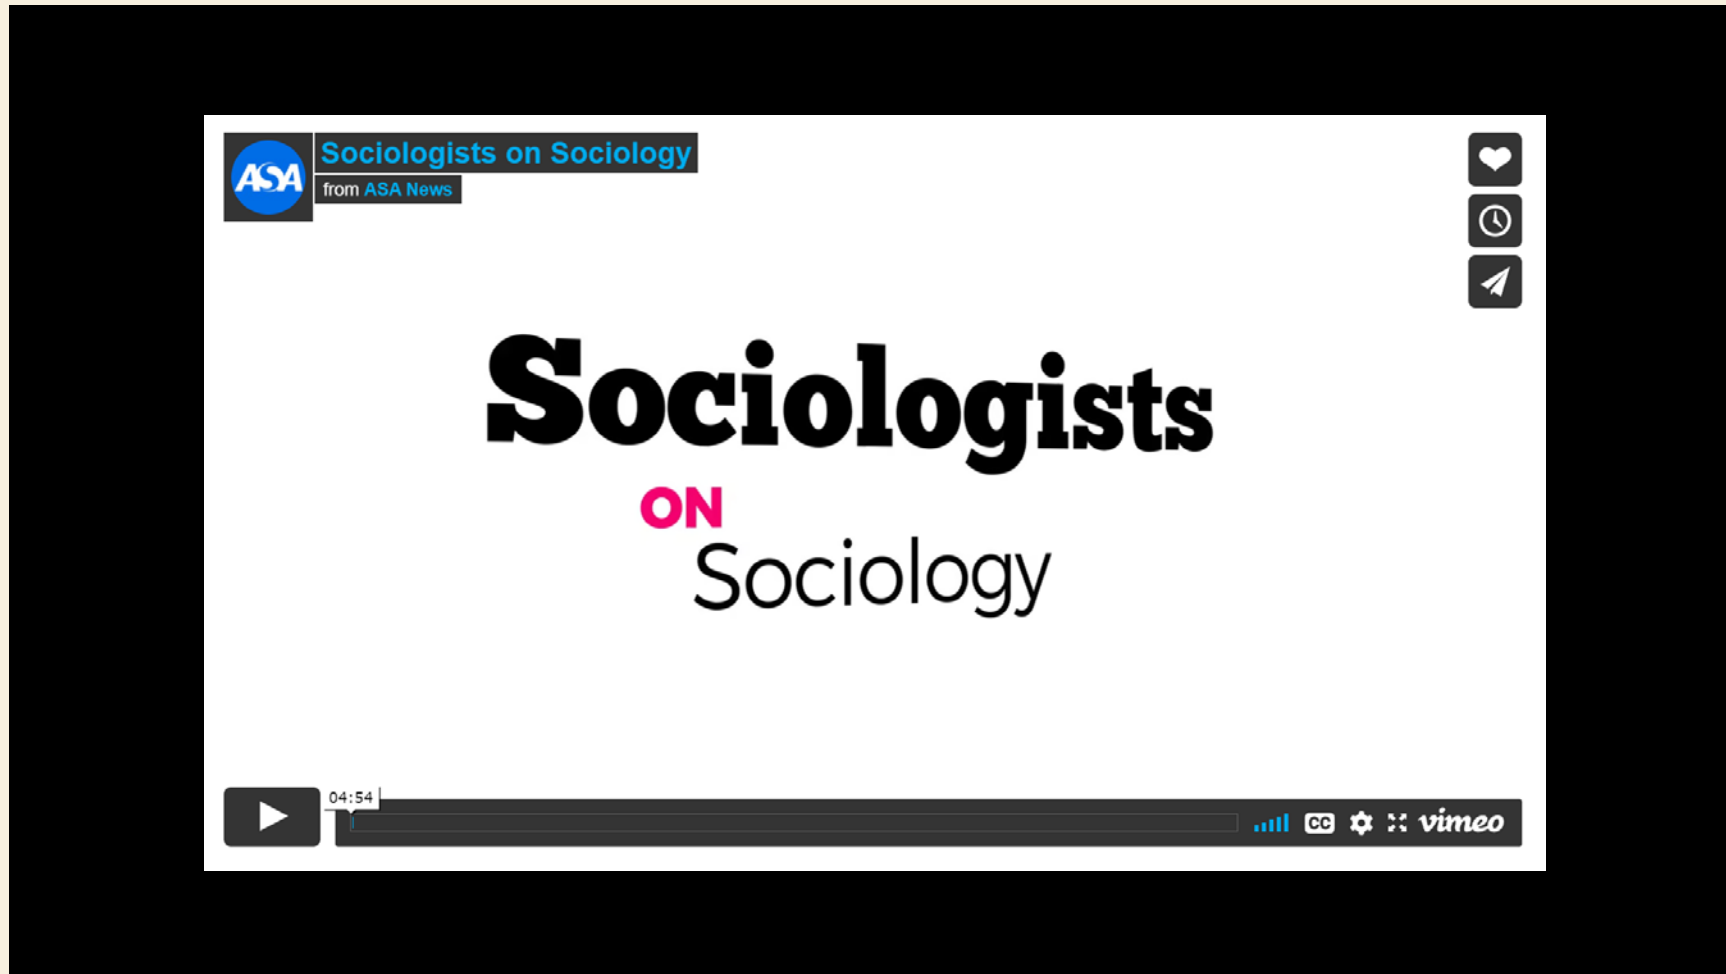 ASA
Sociologists on Sociology
from ASA News
Sociologists
ON
Sociology
04:54
CC
vimeo